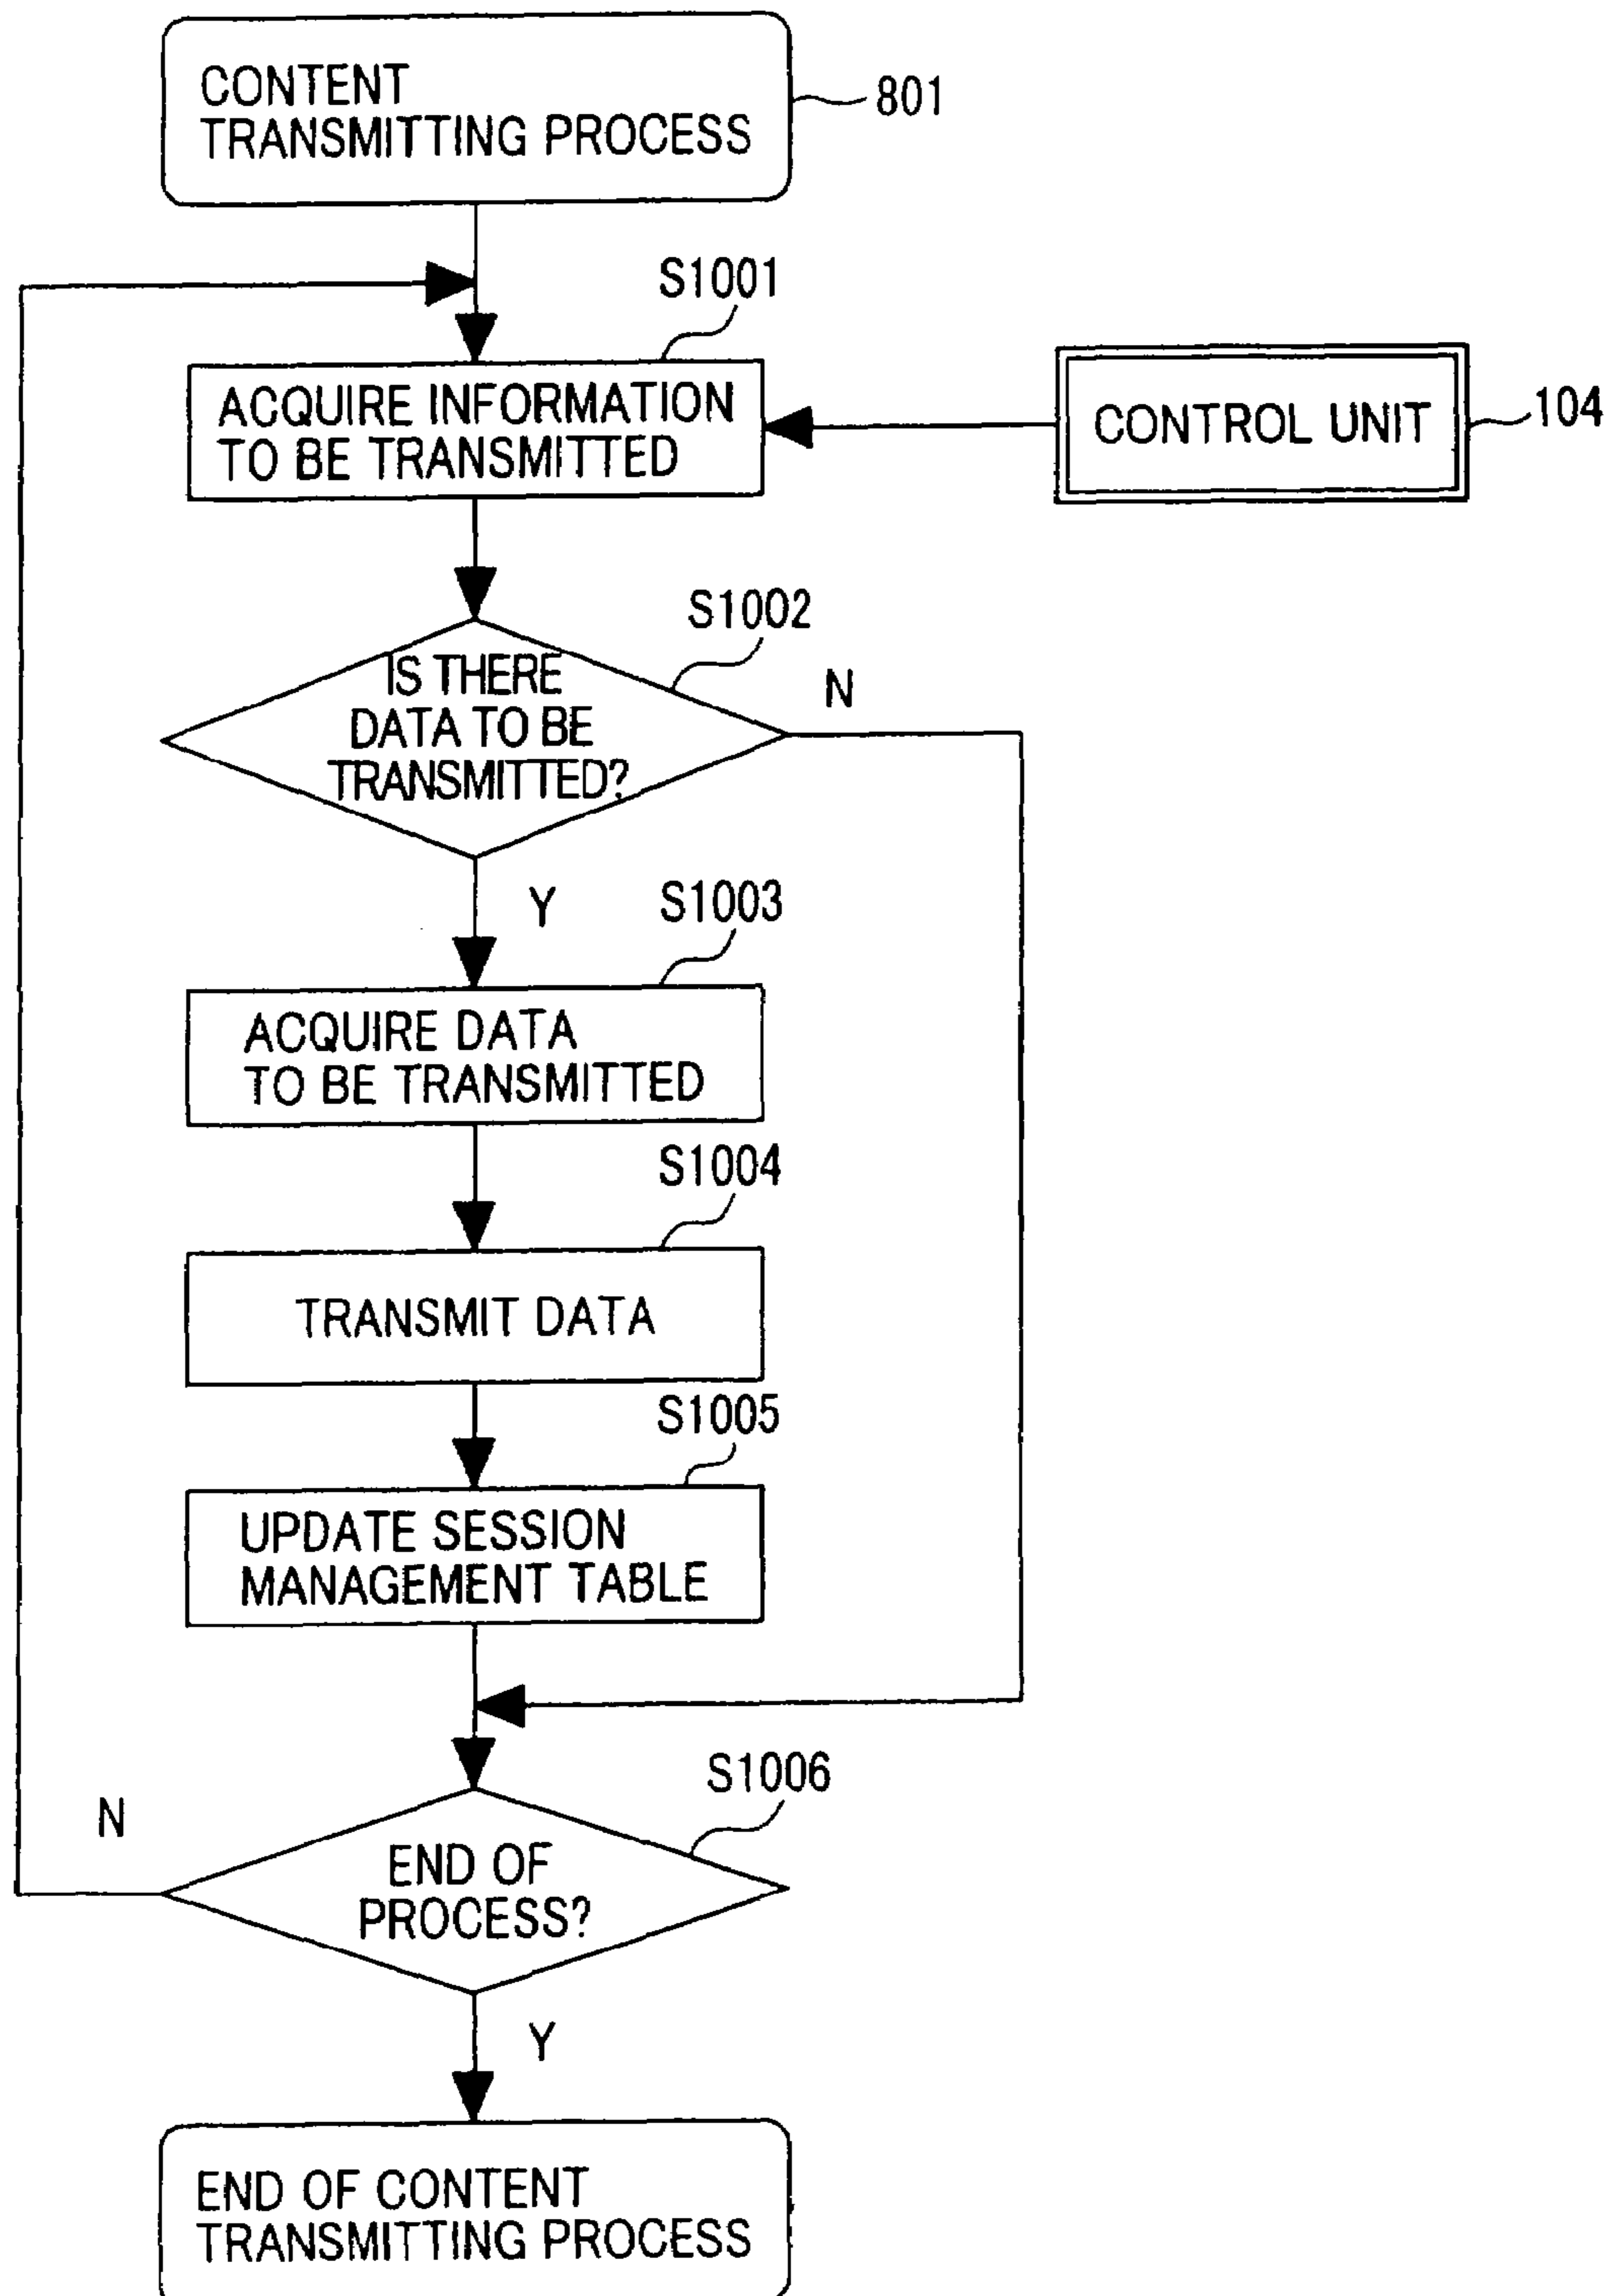 CONTENT
TRANSMITTING PROCESS
801
S1001
ACQUIRE INFORMATION
TO BE TRANSMITTED
CONTROL UNIT
104
S1002
IS THERE
DATA TO BE
TRANSMITTED?
N
Y
S1003
ACQUIRE DATA
TO BE TRANSMITTED
S1004
TRANSMIT DATA
S1005
UPDATE SESSION
MANAGEMENT TABLE
S1006
N
END OF
PROCESS?
Y
END OF CONTENT
TRANSMITTING PROCESS